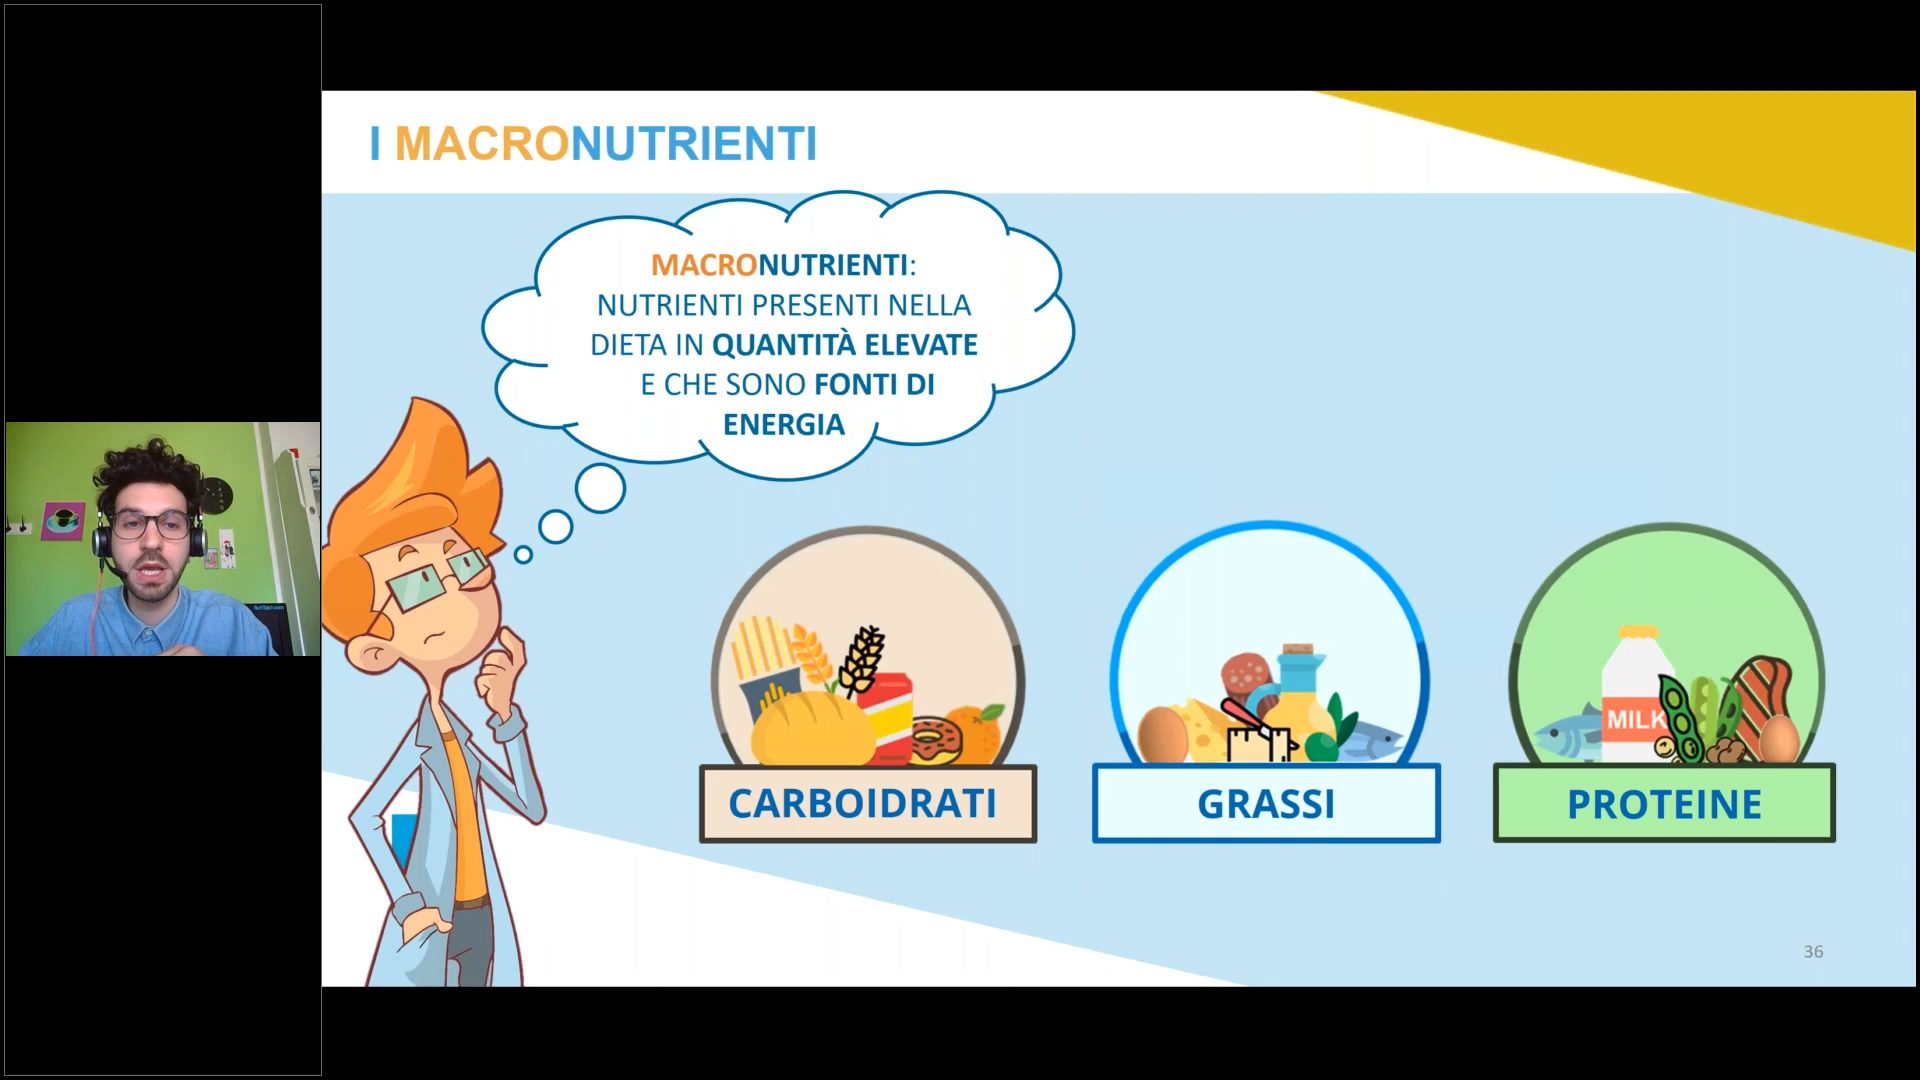 I MACRONUTRIENTI
MACRONUTRIENTI:
NUTRIENTI PRESENTI NELLA
DIETA IN QUANTITÀ ELEVATE
E CHE SONO FONTI DI
ENERGIA
MILK
CARBOIDRATI
GRASSI
PROTEINE
36